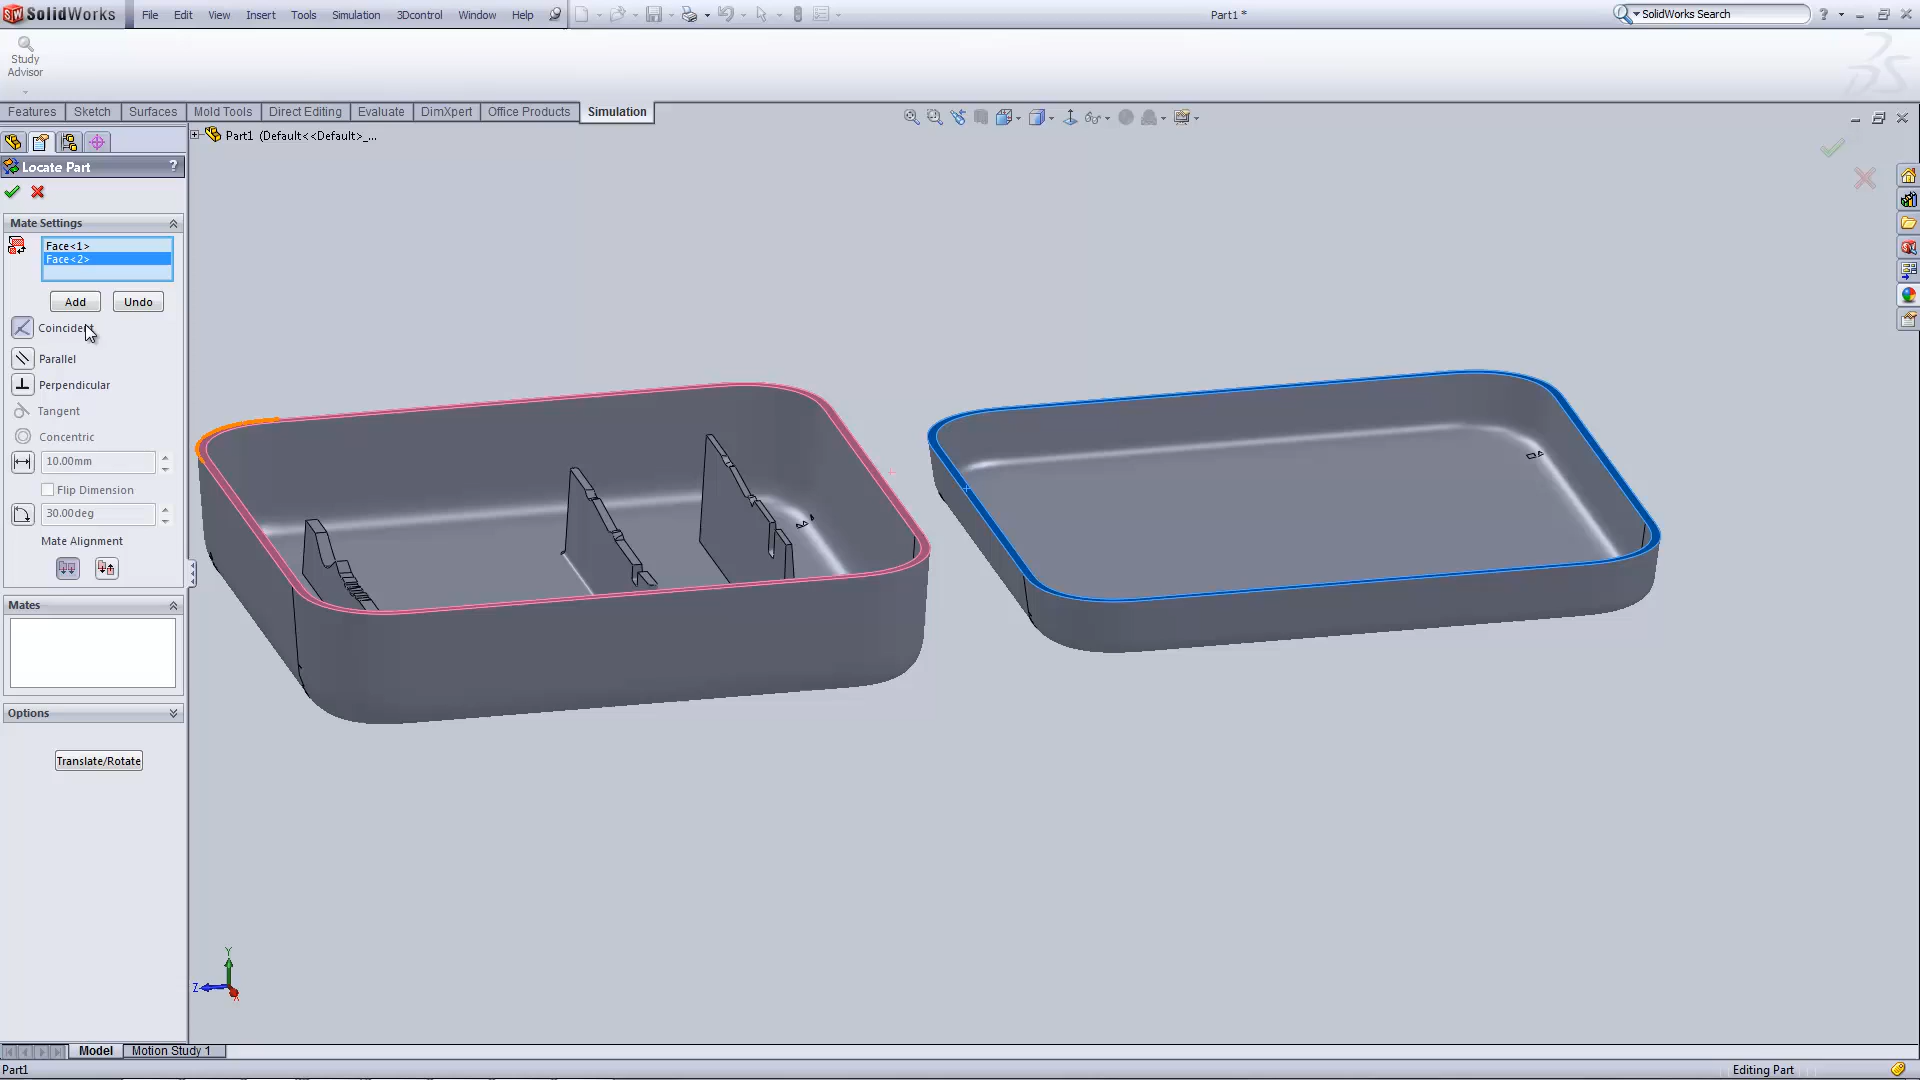 SolidWorks File Edit View Insert Tools Simulation 3Dcontrol Window Help Part1 * SolidWorks Search ?
Study
Advisor
Features Sketch Surfaces Mold Tools Direct Editing Evaluate DimXpert Office Products Simulation
Part1 (Default<<Default>_...
Locate Part ?
Mate Settings
Face<1>
Face<2>
Add Undo
Coincident
Parallel
Perpendicular
Tangent
Concentric
10.00mm
Flip Dimension
30.00deg
Mate Alignment
Mates
Options
Translate/Rotate
Y
Z
X
Model Motion Study 1
Part1 Editing Part